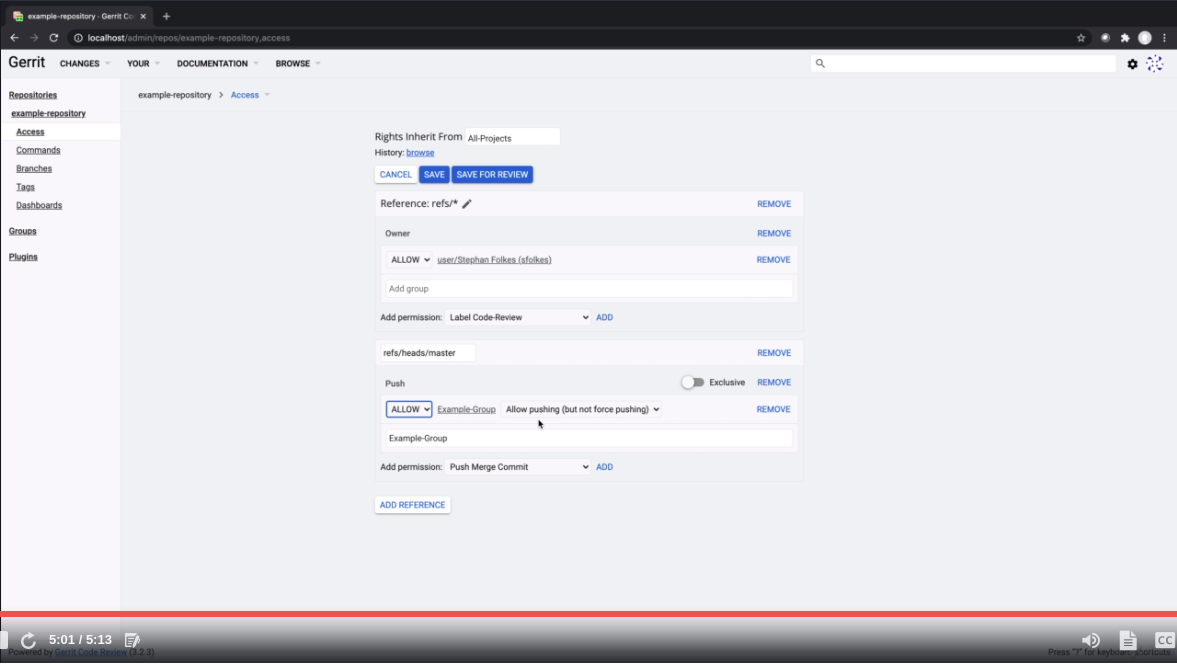 example-repository · Gerrit Co
localhost/admin/repos/example-repository,access
Gerrit CHANGES YOUR DOCUMENTATION BROWSE
Repositories
example-repository
Access
Commands
Branches
Tags
Dashboards
Groups
Plugins
example-repository > Access
Rights Inherit From All-Projects
History: browse
CANCEL SAVE SAVE FOR REVIEW
Reference: refs/* REMOVE
Owner REMOVE
ALLOW user/Stephan Folkes (sfolkes) REMOVE
Add group
Add permission: Label Code-Review ADD
refs/heads/master REMOVE
Push Exclusive REMOVE
ALLOW Example-Group Allow pushing (but not force pushing) REMOVE
Example-Group
Add permission: Push Merge Commit ADD
ADD REFERENCE
5:01 / 5:13 CC
Powered by Gerrit Code Review (3.2.3) Press "?" for keyboard shortcuts